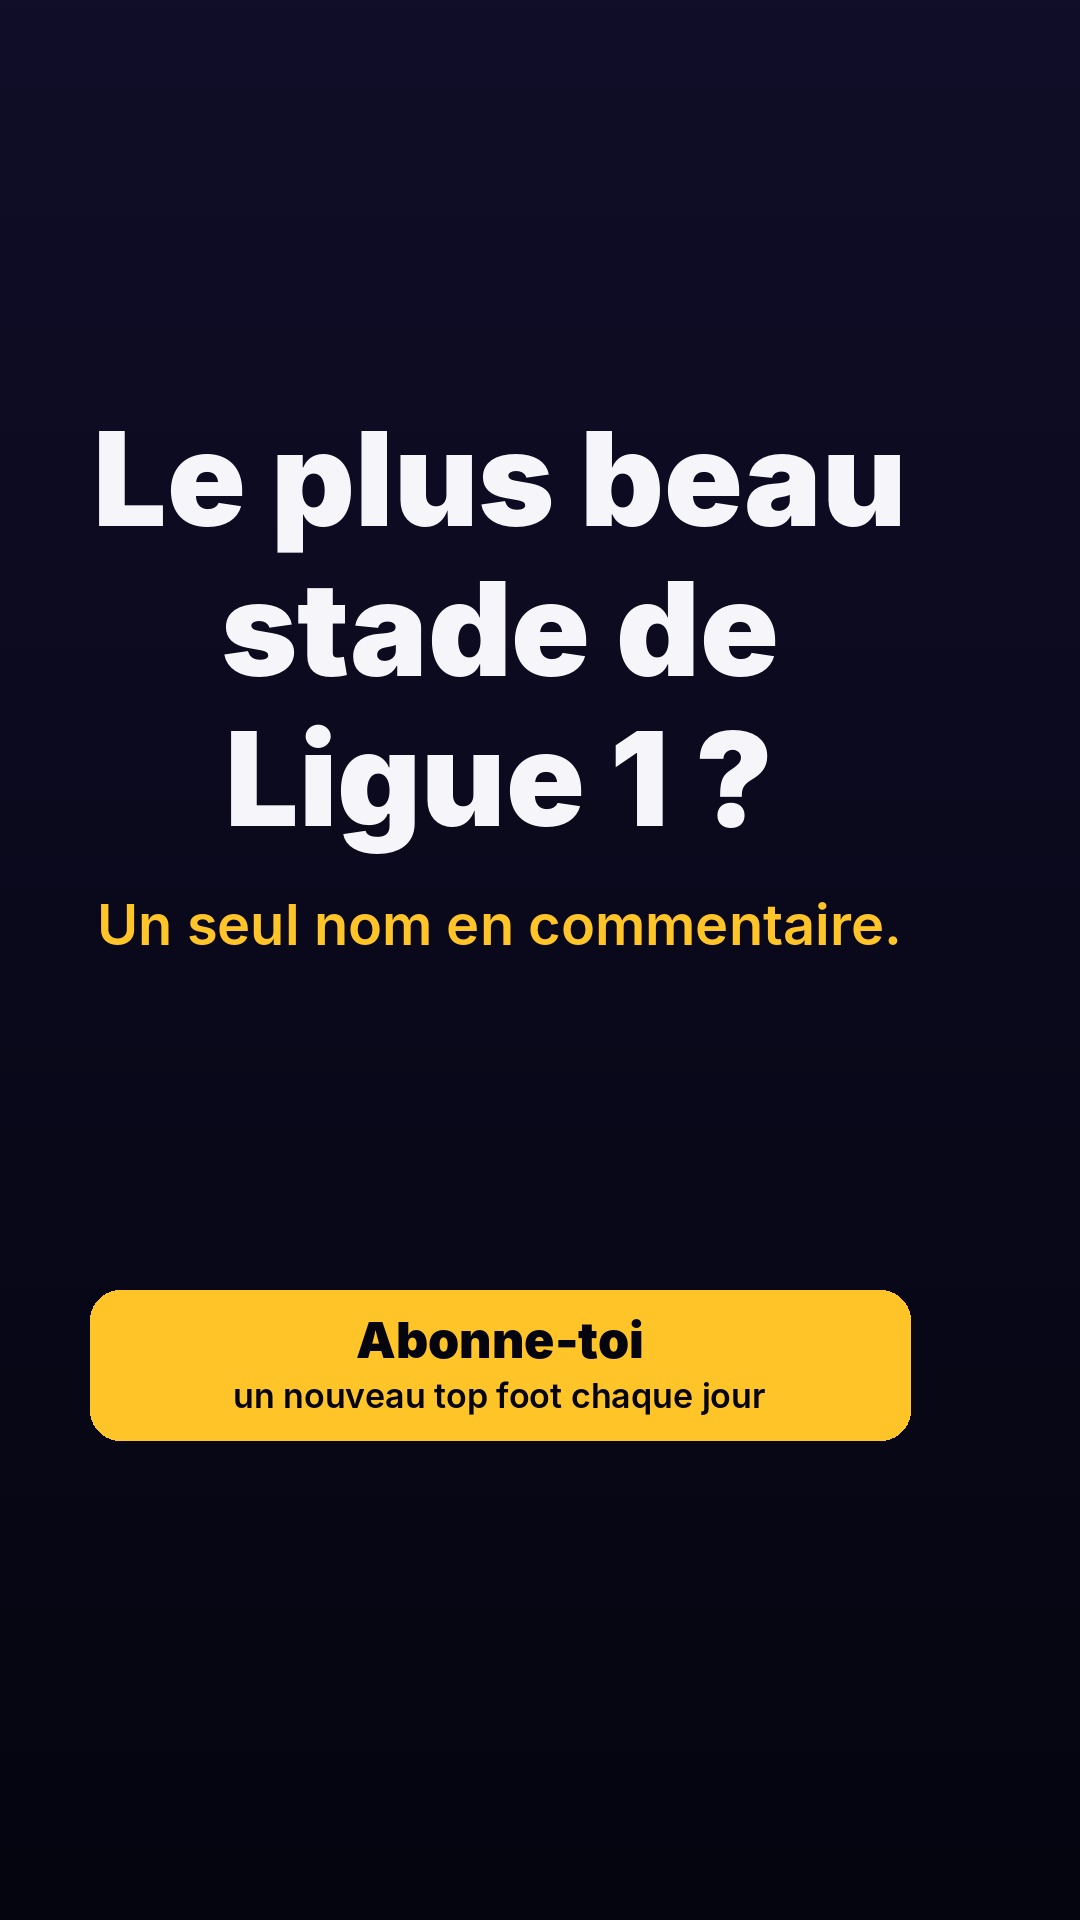 Le plus beau
stade de
Ligue 1 ?
Un seul nom en commentaire.
Abonne-toi
un nouveau top foot chaque jour